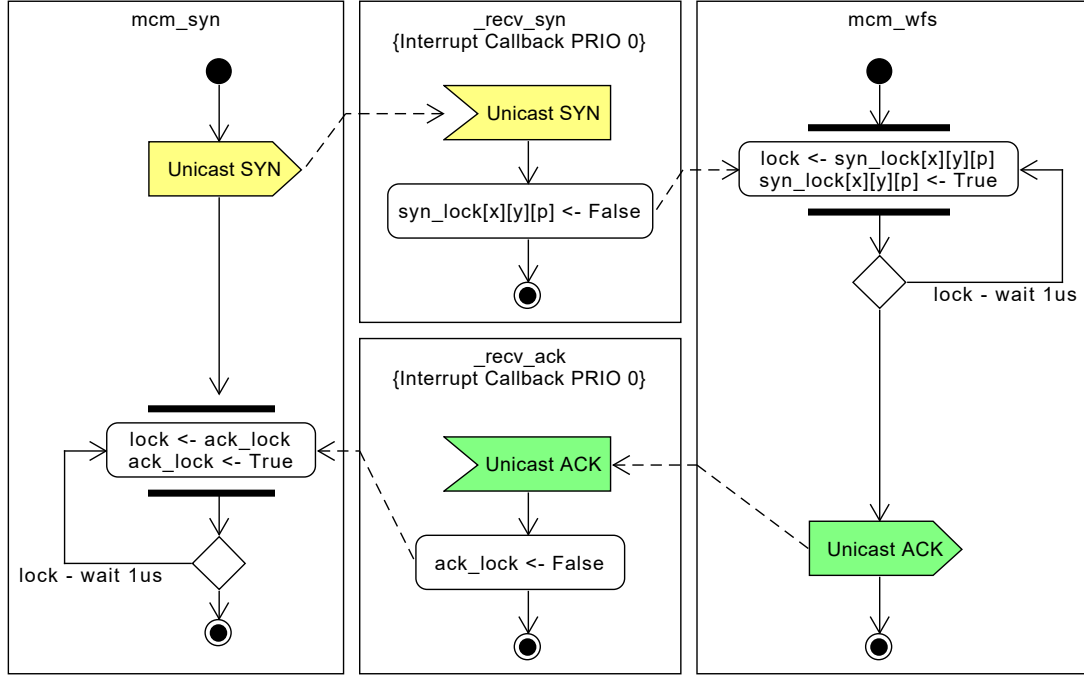 mcm_syn
Unicast SYN
lock <- ack_lock
ack_lock <- True
lock - wait 1us
_recv_syn
{Interrupt Callback PRIO 0}
Unicast SYN
syn_lock[x][y][p] <- False
_recv_ack
{Interrupt Callback PRIO 0}
Unicast ACK
ack_lock <- False
mcm_wfs
lock <- syn_lock[x][y][p]
syn_lock[x][y][p] <- True
lock - wait 1us
Unicast ACK